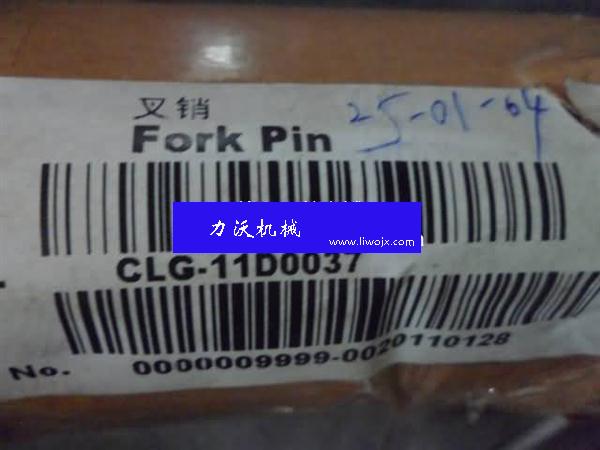 叉销
Fork Pin
25-01-04
力沃机械
www.liwojx.com
CLG-11D0037
No. 0000009999-0020110128